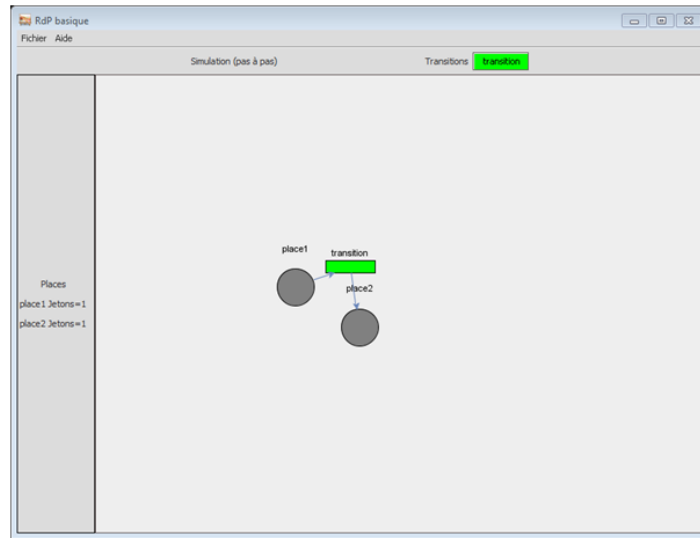 RdP basique
Fichier Aide
Simulation (pas à pas) Transitions transition
place1 transition
place2
Places
place1 Jetons=1
place2 Jetons=1